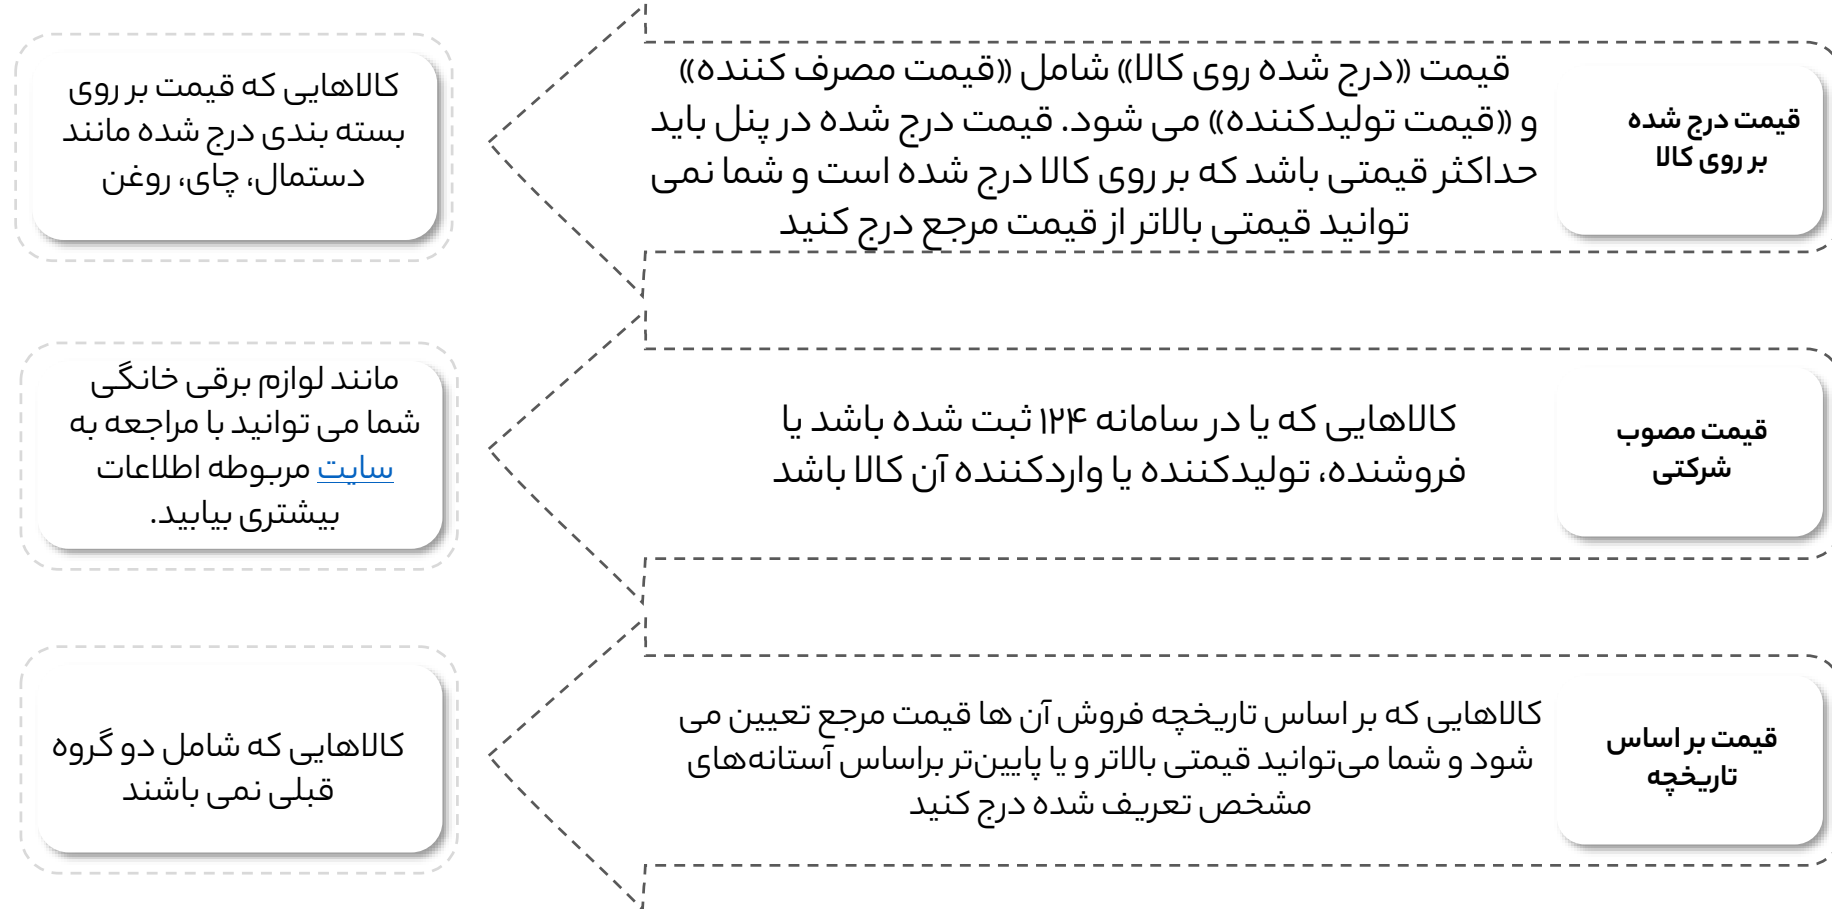 قیمت درج شده
بر روی کالا
قیمت «درج شده روی کالا» شامل «قیمت مصرف کننده»
و «قیمت تولیدکننده» می شود. قیمت درج شده در پنل باید
حداکثر قیمتی باشد که بر روی کالا درج شده است و شما نمی
توانید قیمتی بالاتر از قیمت مرجع درج کنید
کالاهایی که قیمت بر روی
بسته بندی درج شده مانند
دستمال، چای، روغن
قیمت مصوب
شرکتی
کالاهایی که یا در سامانه ۱۲۴ ثبت شده باشد یا
فروشنده، تولیدکننده یا واردکننده آن کالا باشد
مانند لوازم برقی خانگی
شما می توانید با مراجعه به
سایت مربوطه اطلاعات
بیشتری بیابید.
قیمت بر اساس
تاریخچه
کالاهایی که بر اساس تاریخچه فروش آن ها قیمت مرجع تعیین می
شود و شما می‌توانید قیمتی بالاتر و یا پایین‌تر براساس آستانه‌های
مشخص تعریف شده درج کنید
کالاهایی که شامل دو گروه
قبلی نمی باشند